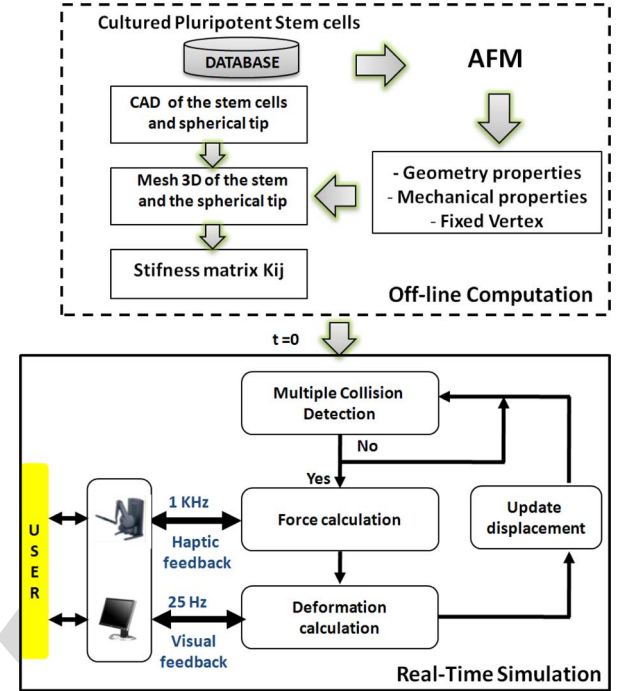 Cultured Pluripotent Stem cells
DATABASE
AFM
CAD of the stem cells
and spherical tip
Mesh 3D of the stem
and the spherical tip
- Geometry properties
- Mechanical properties
- Fixed Vertex
Stifness matrix Kij
Off-line Computation
t =0
Multiple Collision
Detection
No
Yes
USER
1 KHz
Haptic
feedback
Force calculation
Update
displacement
25 Hz
Visual
feedback
Deformation
calculation
Real-Time Simulation